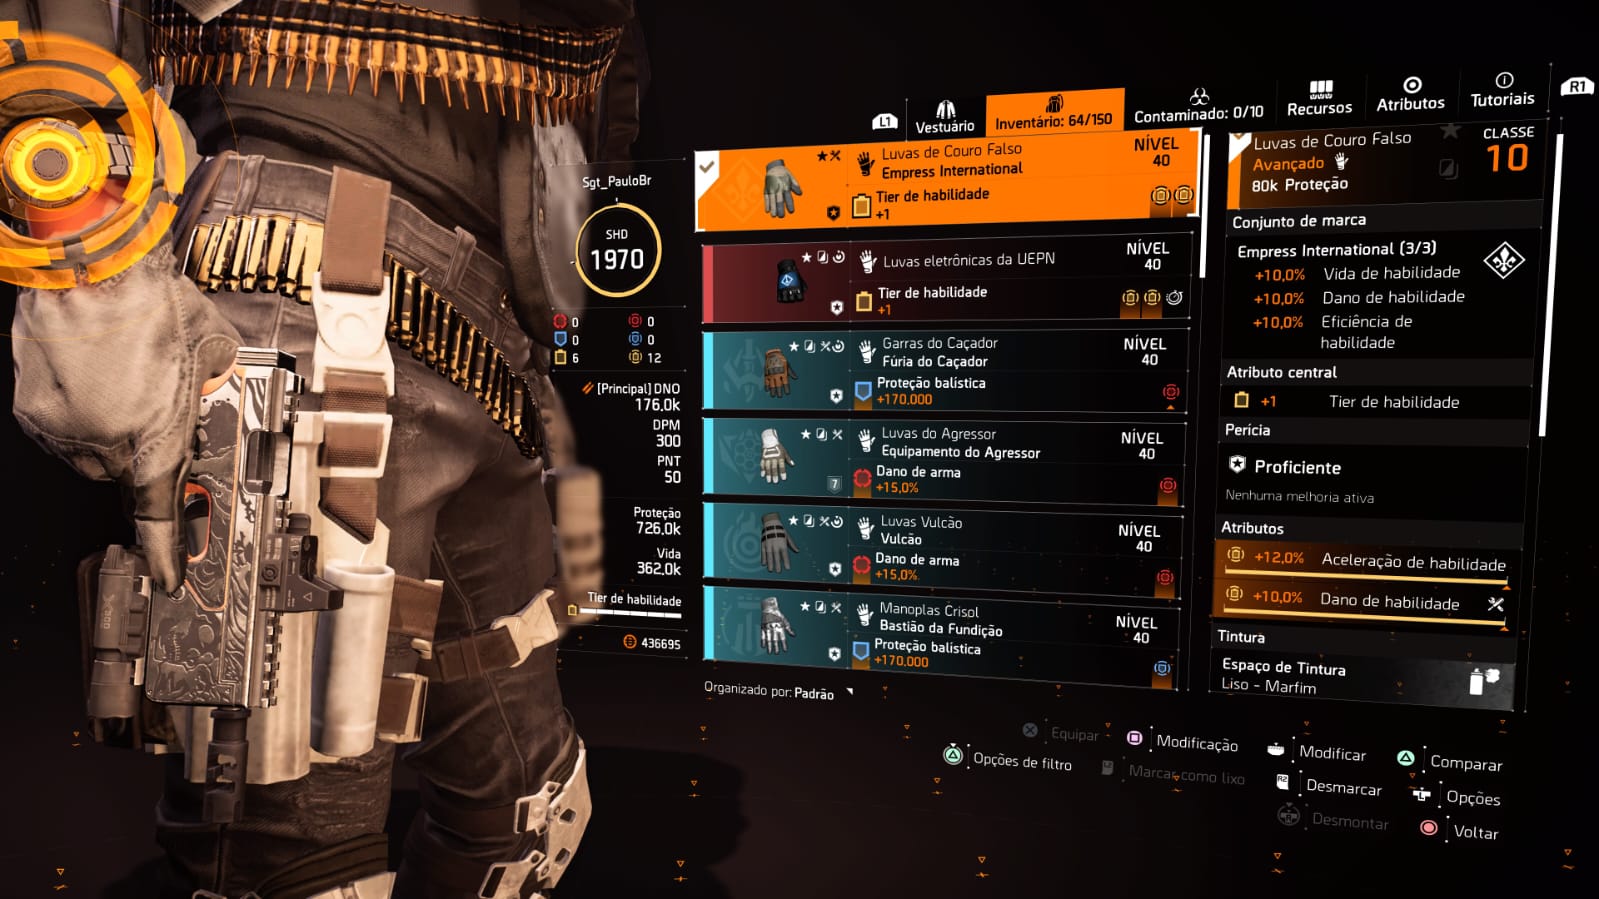 L1
Vestuário
Inventário: 64/150
Contaminado: 0/10
Recursos
Atributos
Tutoriais
R1
Sgt_PauloBr
SHD
1970
0
0
0
0
6
12
[Principal] DNO
176,0k
DPM
300
PNT
50
Proteção
726,0k
Vida
362,0k
Tier de habilidade
436695
Luvas de Couro Falso
Empress International
NÍVEL
40
Tier de habilidade
+1
Luvas eletrônicas da UEPN
NÍVEL
40
Tier de habilidade
+1
Garras do Caçador
Fúria do Caçador
NÍVEL
40
Proteção balística
+170.000
Luvas do Agressor
Equipamento do Agressor
NÍVEL
40
Dano de arma
+15,0%
7
Luvas Vulcão
Vulcão
NÍVEL
40
Dano de arma
+15,0%
Manoplas Crisol
Bastião da Fundição
NÍVEL
40
Proteção balística
+170.000
Organizado por: Padrão
Luvas de Couro Falso
Avançado
80k Proteção
CLASSE
10
Conjunto de marca
Empress International (3/3)
+10,0% Vida de habilidade
+10,0% Dano de habilidade
+10,0% Eficiência de
habilidade
Atributo central
+1 Tier de habilidade
Perícia
Proficiente
Nenhuma melhoria ativa
Atributos
+12,0% Aceleração de habilidade
+10,0% Dano de habilidade
Tintura
Espaço de Tintura
Liso - Marfim
Equipar
Modificação
Modificar
Comparar
Opções de filtro
Marcar como lixo
R2
Desmarcar
Opções
Desmontar
Voltar